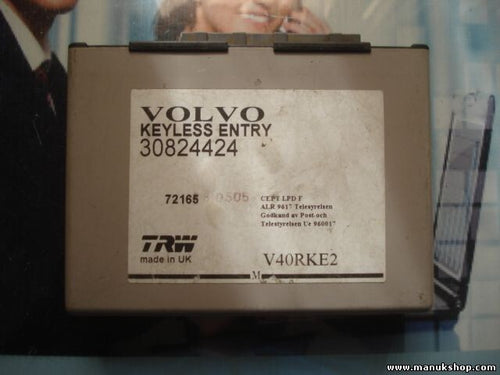 VOLVO
KEYLESS ENTRY
30824424
72165 0505
CEPT LPD F
ALR 9617 Telestyrelsen
Godkand av Post-och
Telestyrelsen Ue 960017
TRW
made in UK
M
V40RKE2
www.manukshop.com